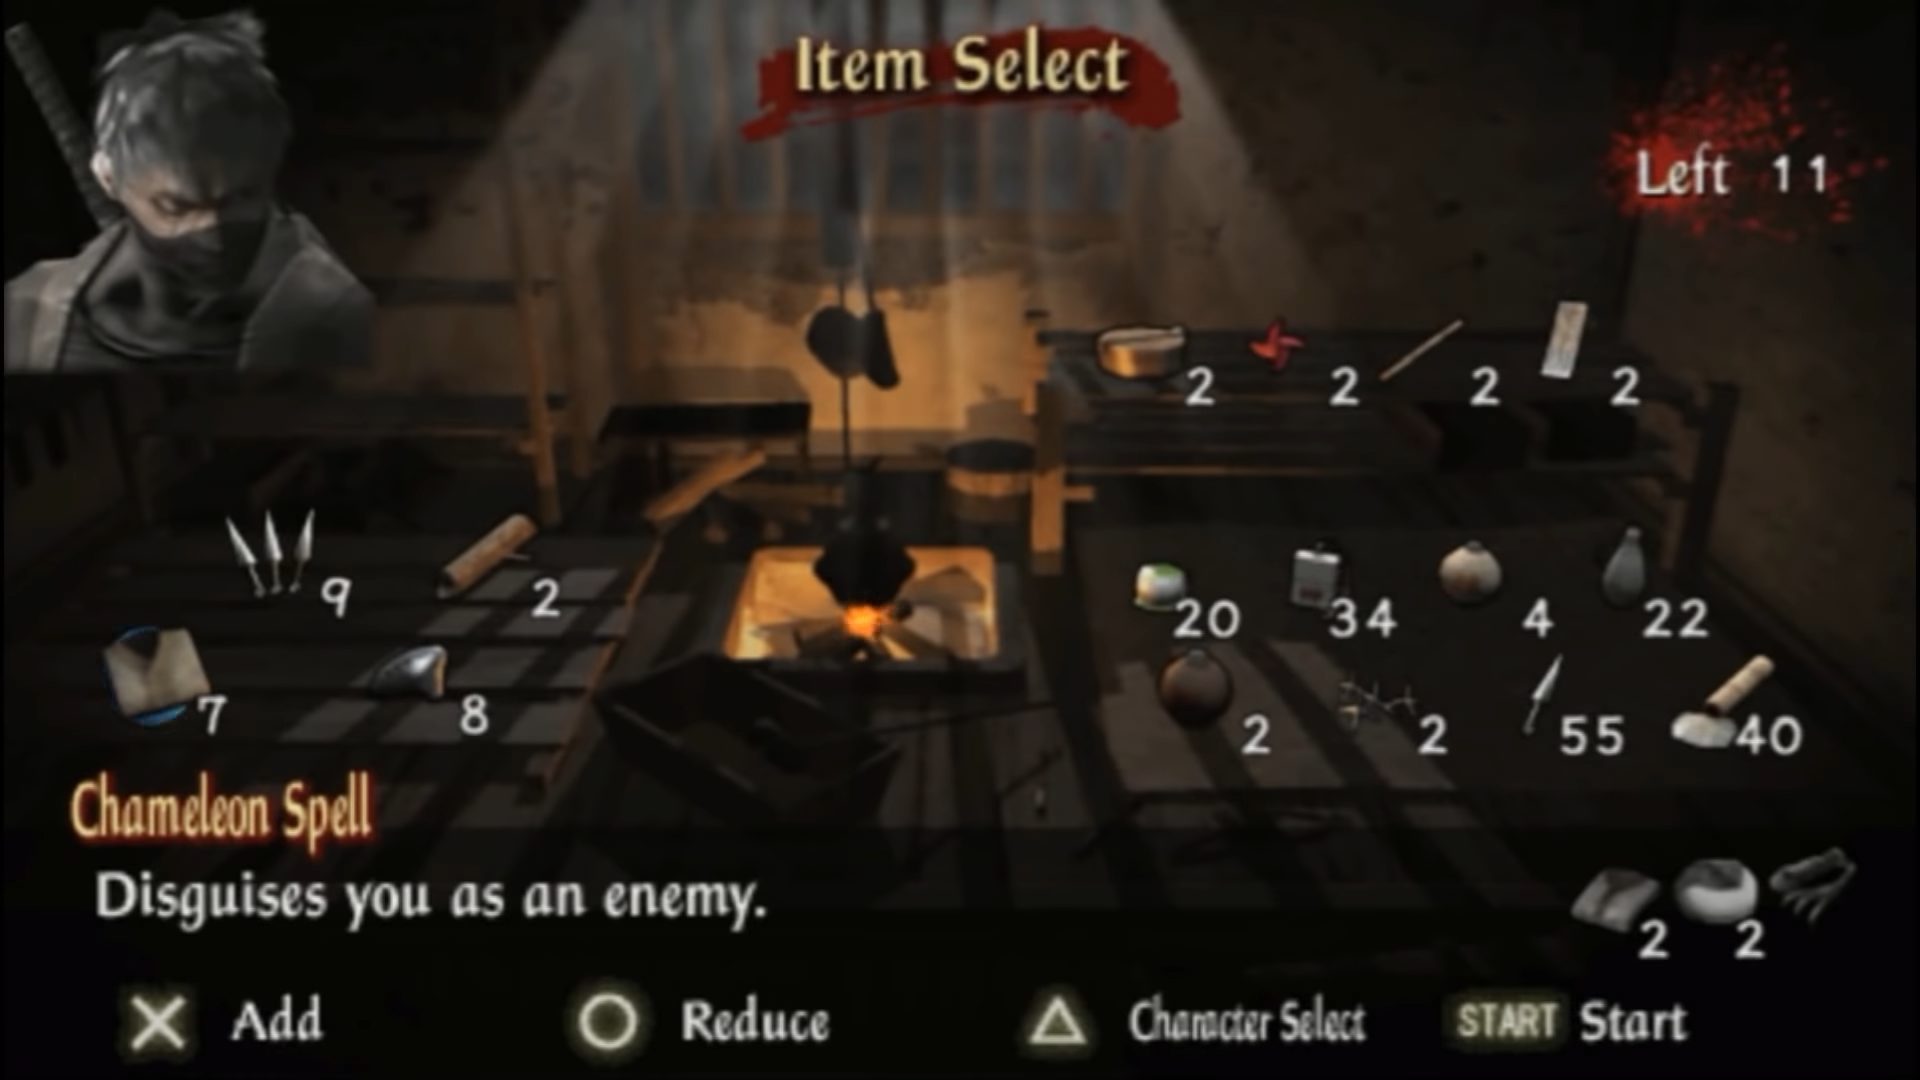 Item Select
Left 11
2 2 2 2
9 2
20 34 4 22
7 8
2 2 55 40
Chameleon Spell
Disguises you as an enemy.
2 2
Add Reduce Character Select START Start